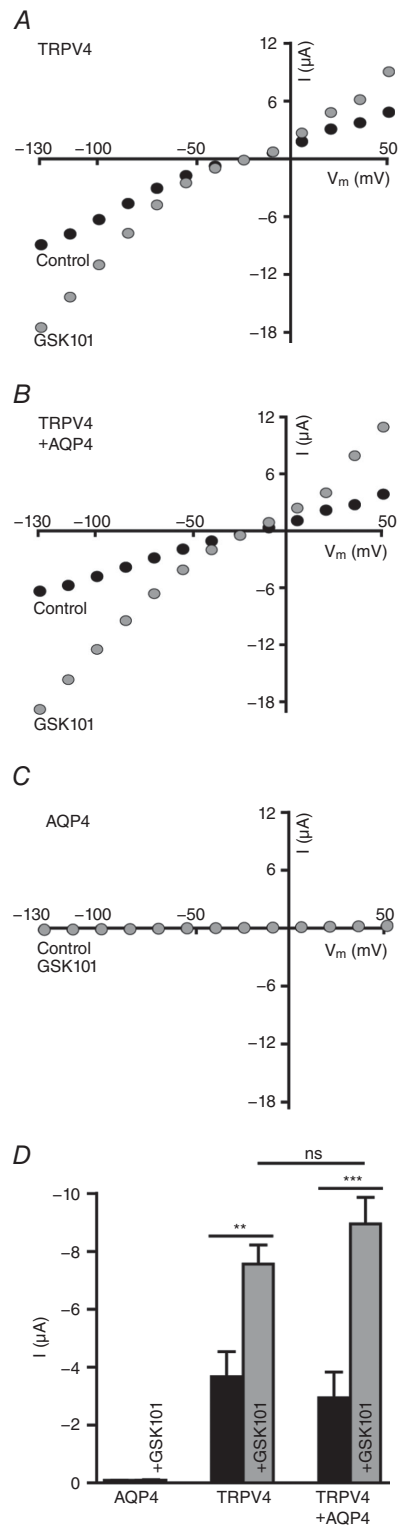 A
TRPV4
12
I (µA)
6
−130
−100
−50
50
Vm (mV)
−6
Control
−12
GSK101
−18
B
TRPV4
+AQP4
12
I (µA)
6
−130
−100
−50
50
Vm (mV)
−6
Control
−12
GSK101
−18
C
AQP4
12
I (µA)
6
−130
−100
−50
50
Control
GSK101
Vm (mV)
−6
−12
−18
D
ns
**
***
−10
−8
−6
−4
−2
0
I (µA)
+GSK101
+GSK101
+GSK101
AQP4
TRPV4
TRPV4
+AQP4